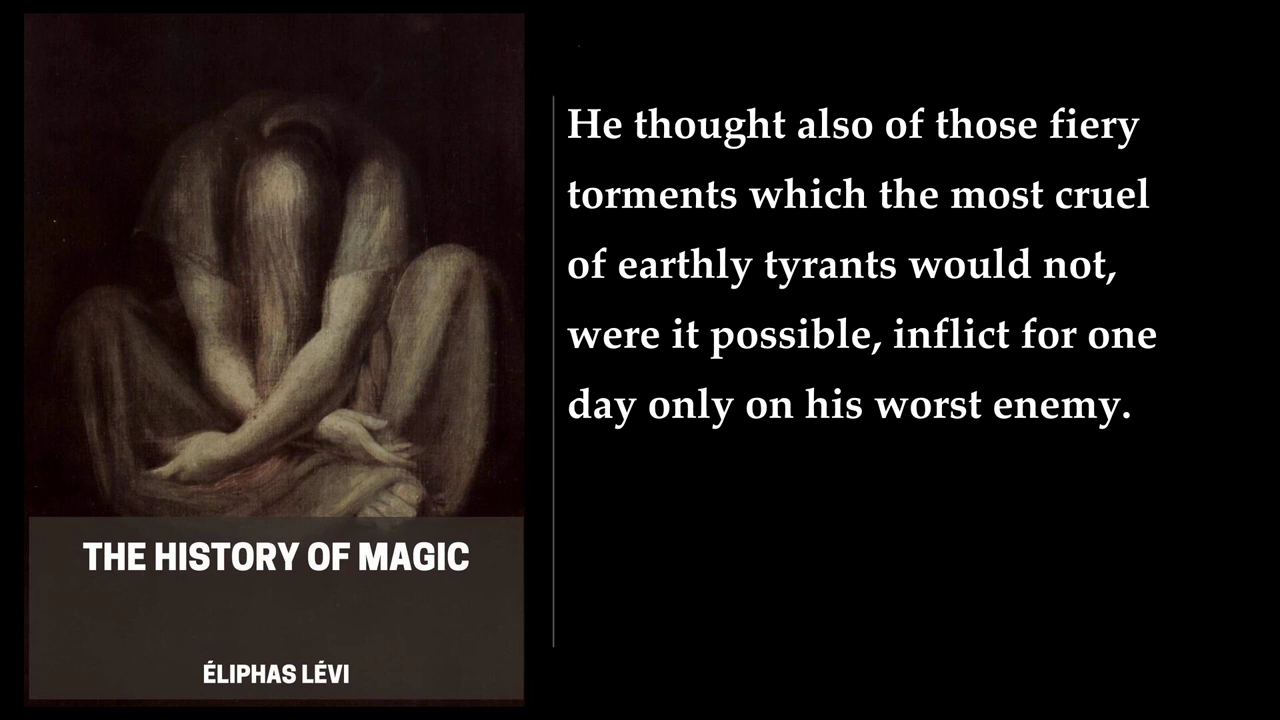 THE HISTORY OF MAGIC
ÉLIPHAS LÉVI
He thought also of those fiery
torments which the most cruel
of earthly tyrants would not,
were it possible, inflict for one
day only on his worst enemy.